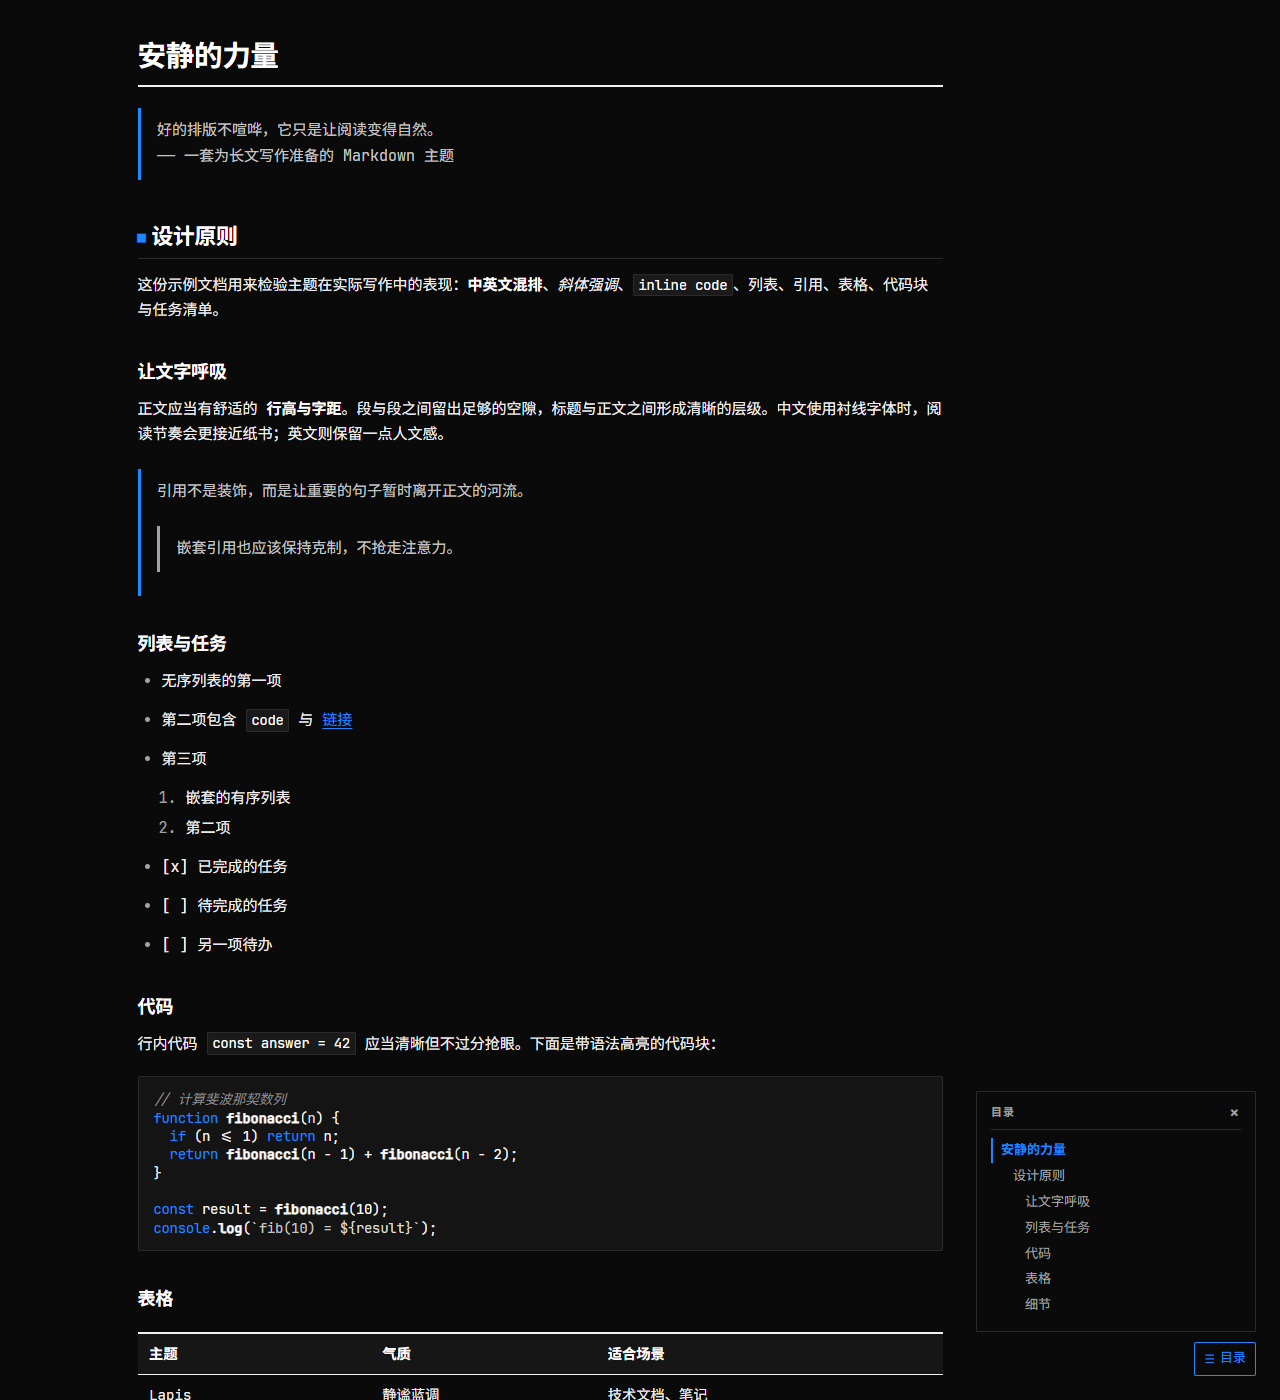 安静的力量
好的排版不喧哗，它只是让阅读变得自然。
—— 一套为长文写作准备的 Markdown 主题
设计原则
这份示例文档用来检验主题在实际写作中的表现：中英文混排、斜体强调、inline code、列表、引用、表格、代码块
与任务清单。
让文字呼吸
正文应当有舒适的 行高与字距。段与段之间留出足够的空隙，标题与正文之间形成清晰的层级。中文使用衬线字体时，阅
读节奏会更接近纸书；英文则保留一点人文感。
引用不是装饰，而是让重要的句子暂时离开正文的河流。
嵌套引用也应该保持克制，不抢走注意力。
列表与任务
• 无序列表的第一项
• 第二项包含 code 与 链接
• 第三项
1. 嵌套的有序列表
2. 第二项
• [x] 已完成的任务
• [ ] 待完成的任务
• [ ] 另一项待办
代码
行内代码 const answer = 42 应当清晰但不过分抢眼。下面是带语法高亮的代码块：
// 计算斐波那契数列
function fibonacci(n) {
  if (n <= 1) return n;
  return fibonacci(n - 1) + fibonacci(n - 2);
}
const result = fibonacci(10);
console.log(`fib(10) = ${result}`);
表格
主题 气质 适合场景
Lapis 静谧蓝调 技术文档、笔记
目录 ×
安静的力量
设计原则
让文字呼吸
列表与任务
代码
表格
细节
☰ 目录